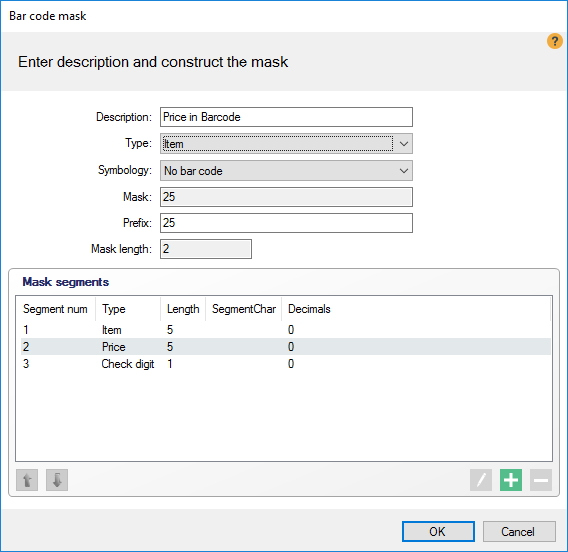 Bar code mask
?
Enter description and construct the mask
Description: Price in Barcode
Type: Item
Symbology: No bar code
Mask: 25
Prefix: 25
Mask length: 2
Mask segments
Segment num Type Length SegmentChar Decimals
1 Item 5 0
2 Price 5 0
3 Check digit 1 0
OK Cancel